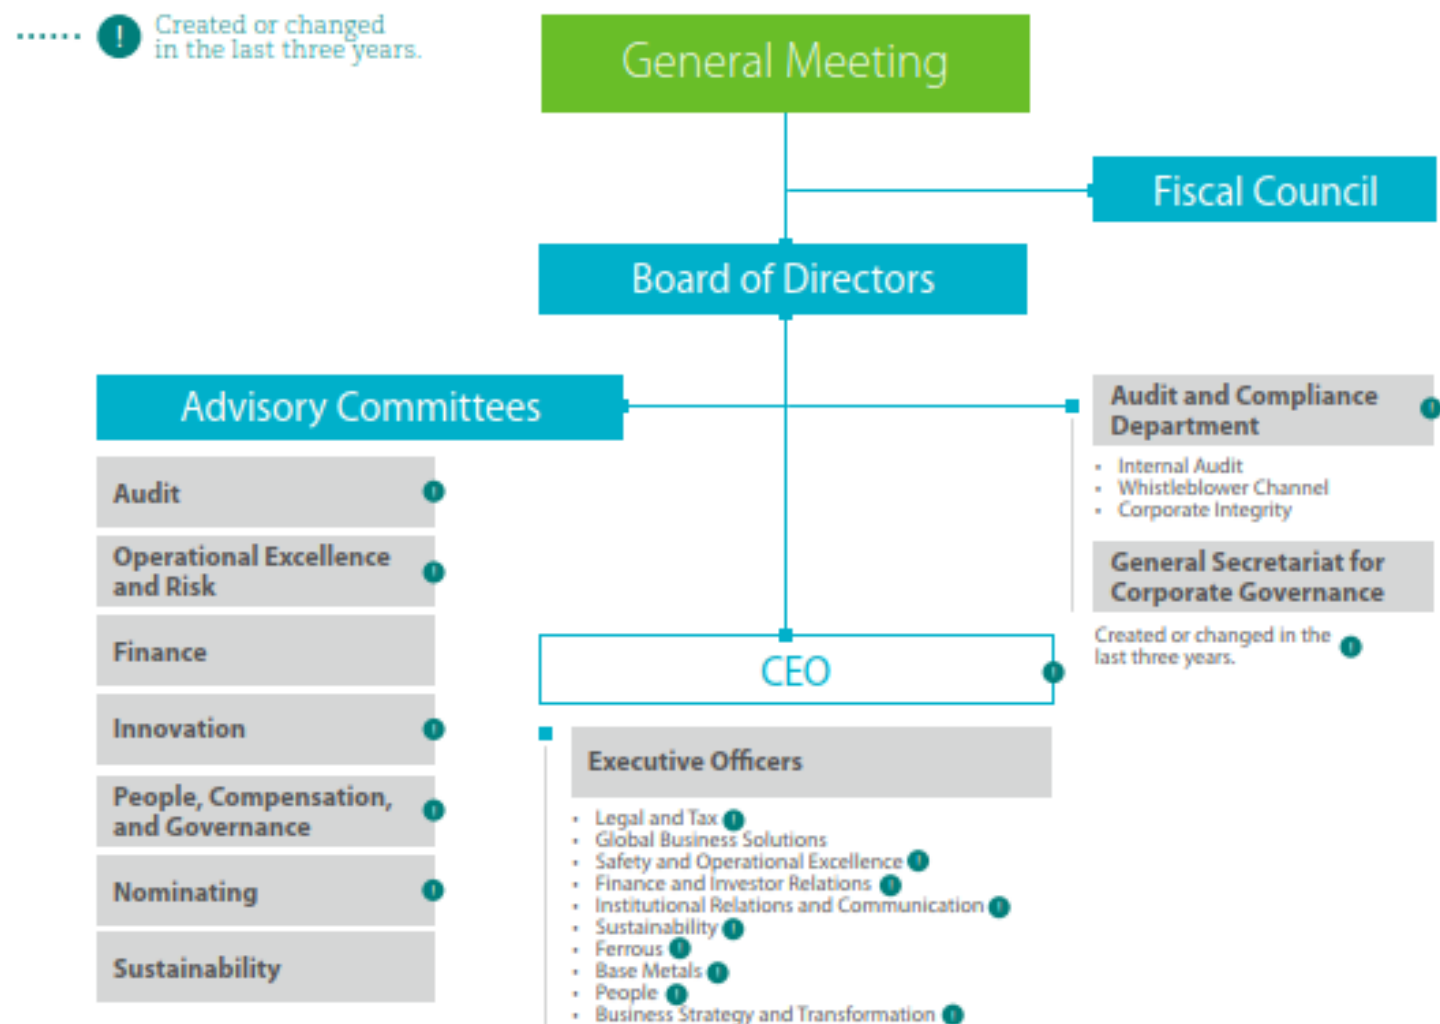 Created or changed
in the last three years.
General Meeting
Fiscal Council
Board of Directors
Advisory Committees
Audit
Operational Excellence
and Risk
Finance
Innovation
People, Compensation,
and Governance
Nominating
Sustainability
Audit and Compliance
Department
• Internal Audit
• Whistleblower Channel
• Corporate Integrity
General Secretariat for
Corporate Governance
Created or changed in the
last three years.
CEO
Executive Officers
• Legal and Tax
• Global Business Solutions
• Safety and Operational Excellence
• Finance and Investor Relations
• Institutional Relations and Communication
• Sustainability
• Ferrous
• Base Metals
• People
• Business Strategy and Transformation